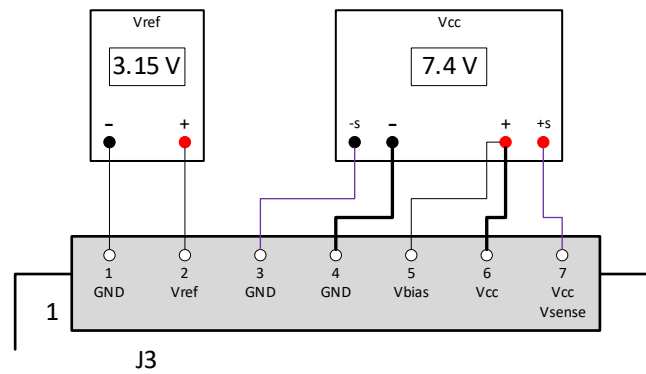 Vref
Vcc
3.15 V
7.4 V
- +
-s - + +s
1 2 3 4 5 6 7
GND Vref GND GND Vbias Vcc Vcc
Vsense
1
J3